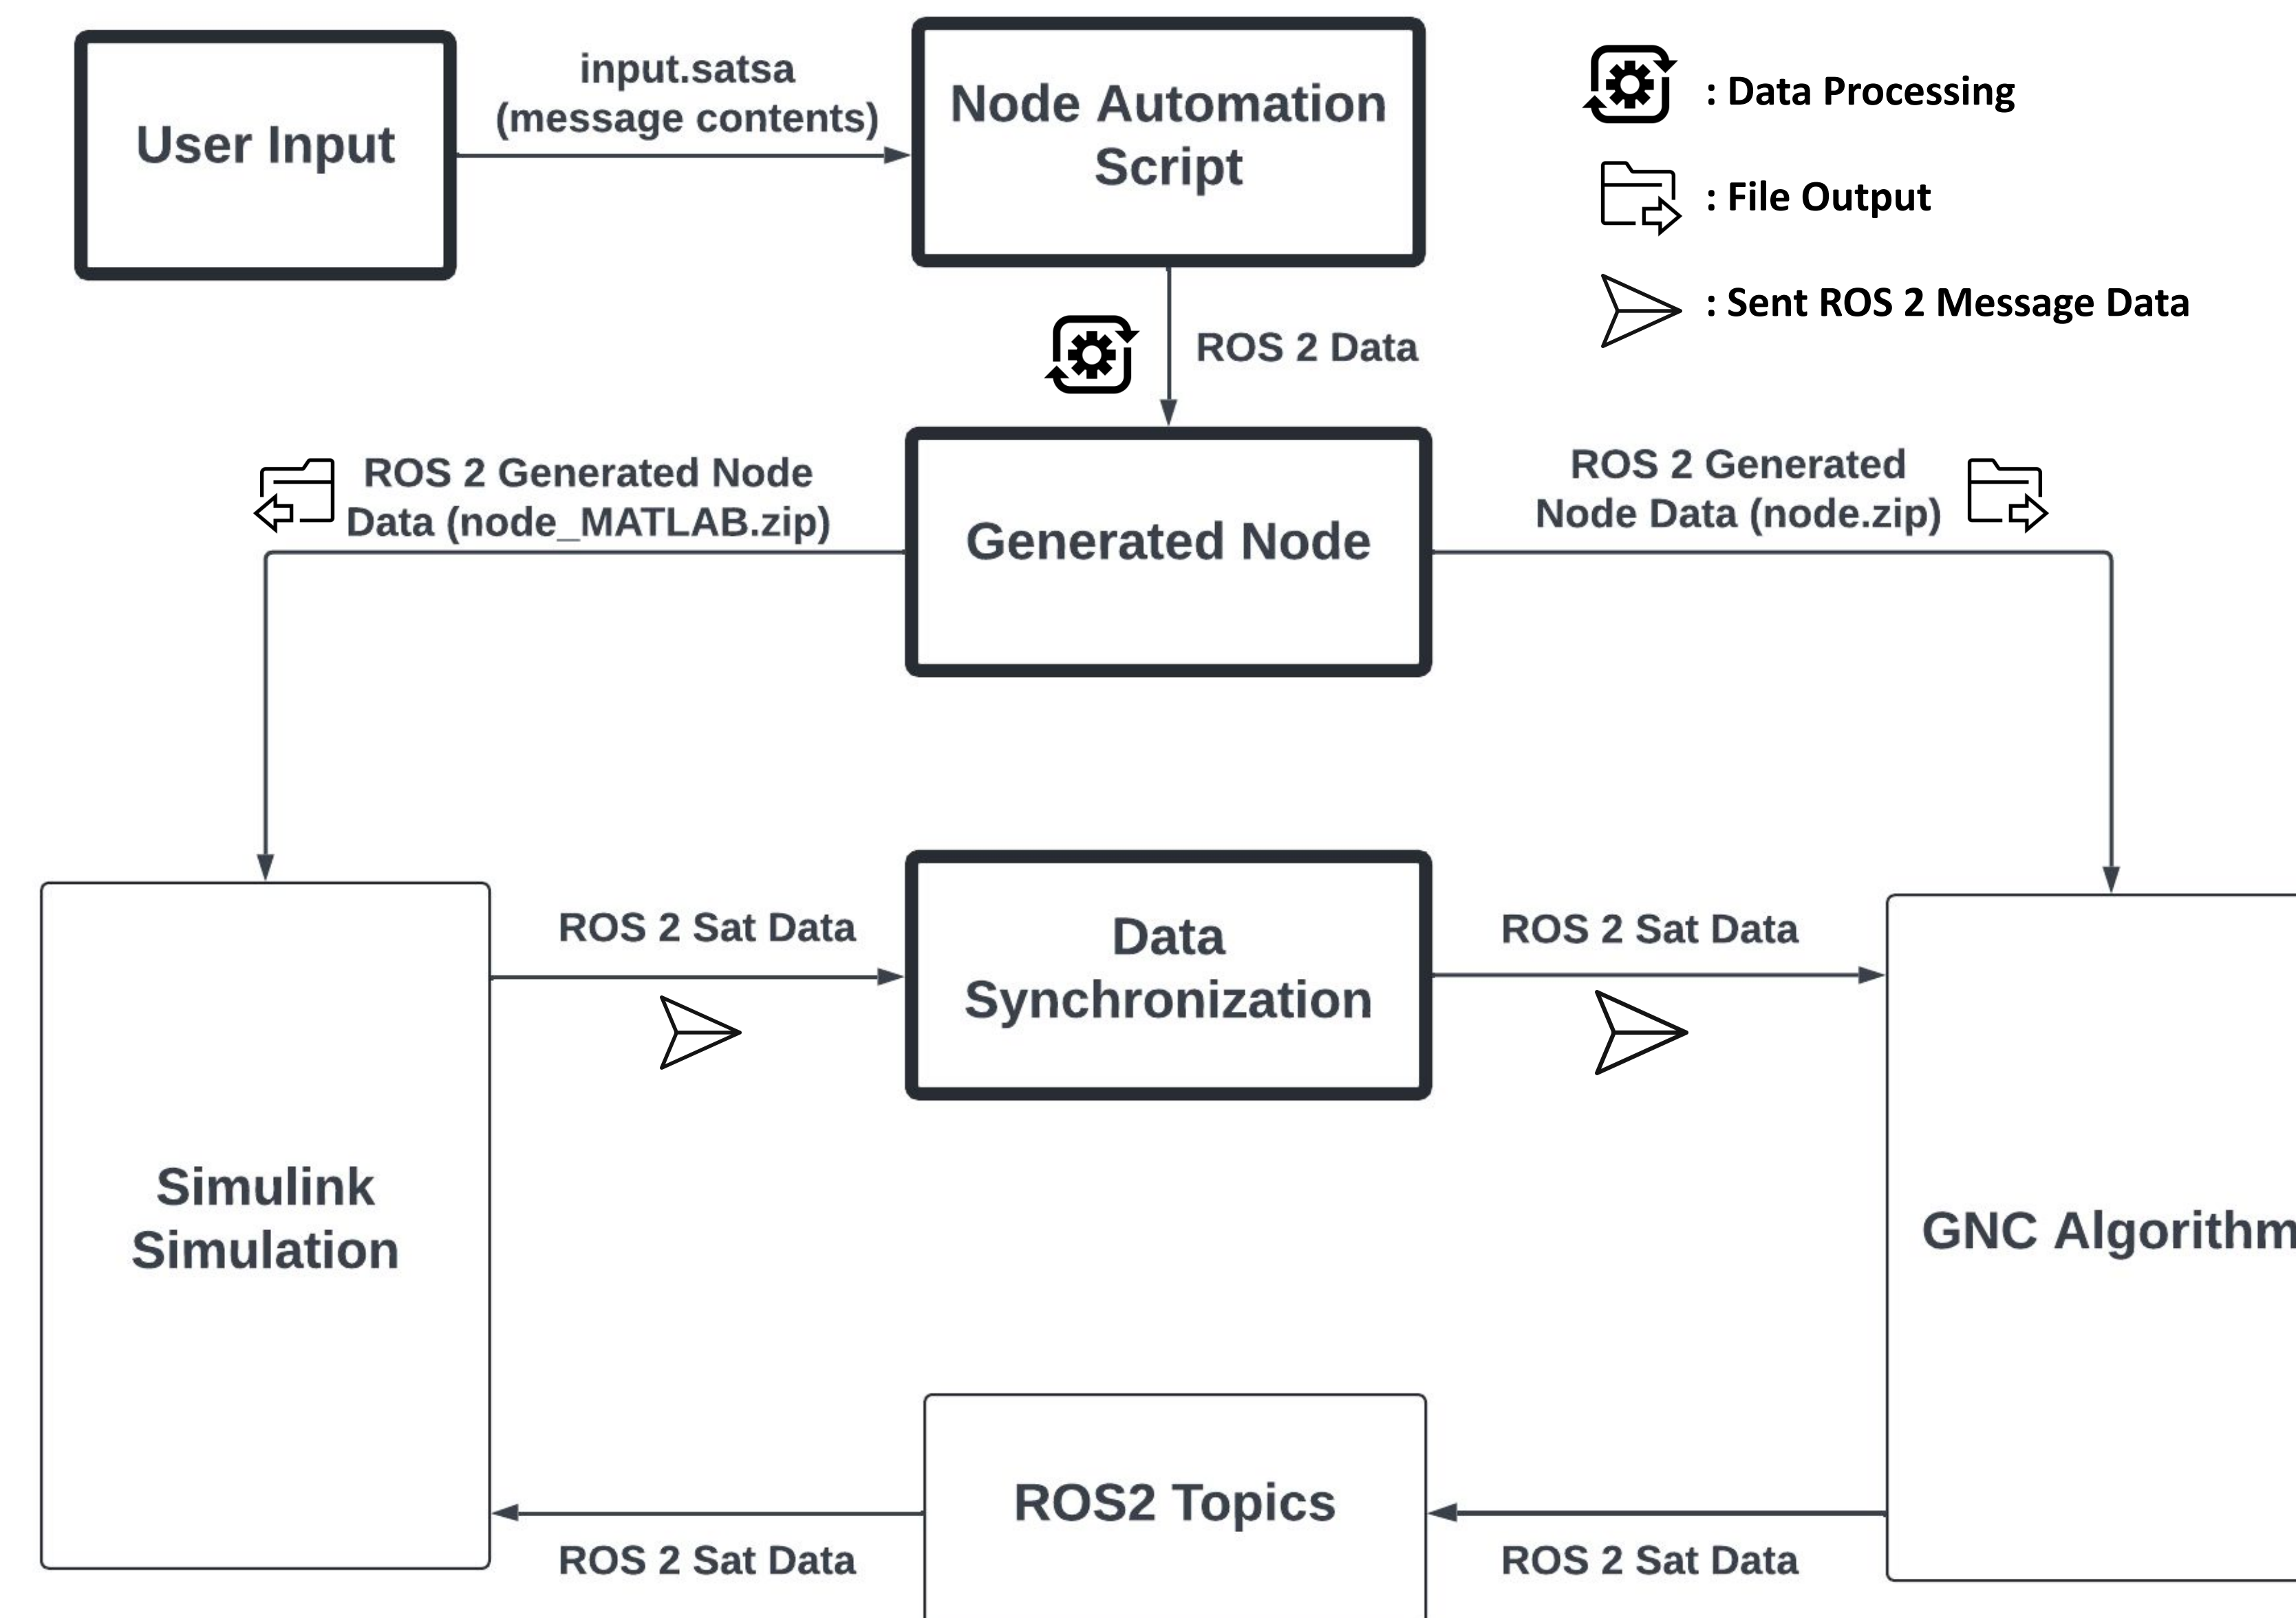 input.satsa
(message contents)
User Input
Node Automation
Script
: Data Processing
: File Output
: Sent ROS 2 Message Data
ROS 2 Data
ROS 2 Generated Node
Data (node_MATLAB.zip)
Generated Node
ROS 2 Generated
Node Data (node.zip)
ROS 2 Sat Data
Data
Synchronization
ROS 2 Sat Data
Simulink
Simulation
GNC Algorithm
ROS2 Topics
ROS 2 Sat Data
ROS 2 Sat Data